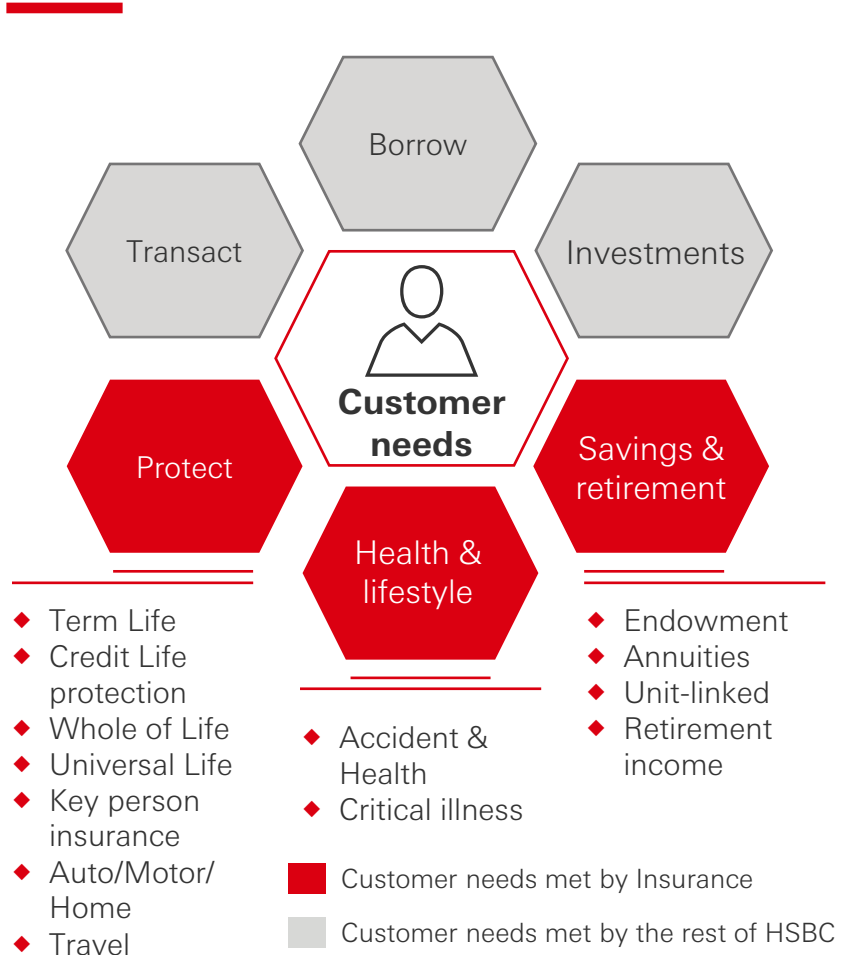 Borrow
Transact
Investments
Customer
needs
Protect
Savings &
retirement
Health &
lifestyle
Term Life
Credit Life
protection
Whole of Life
Universal Life
Key person
insurance
Auto/Motor/
Home
Travel
Accident &
Health
Critical illness
Endowment
Annuities
Unit-linked
Retirement
income
Customer needs met by Insurance
Customer needs met by the rest of HSBC